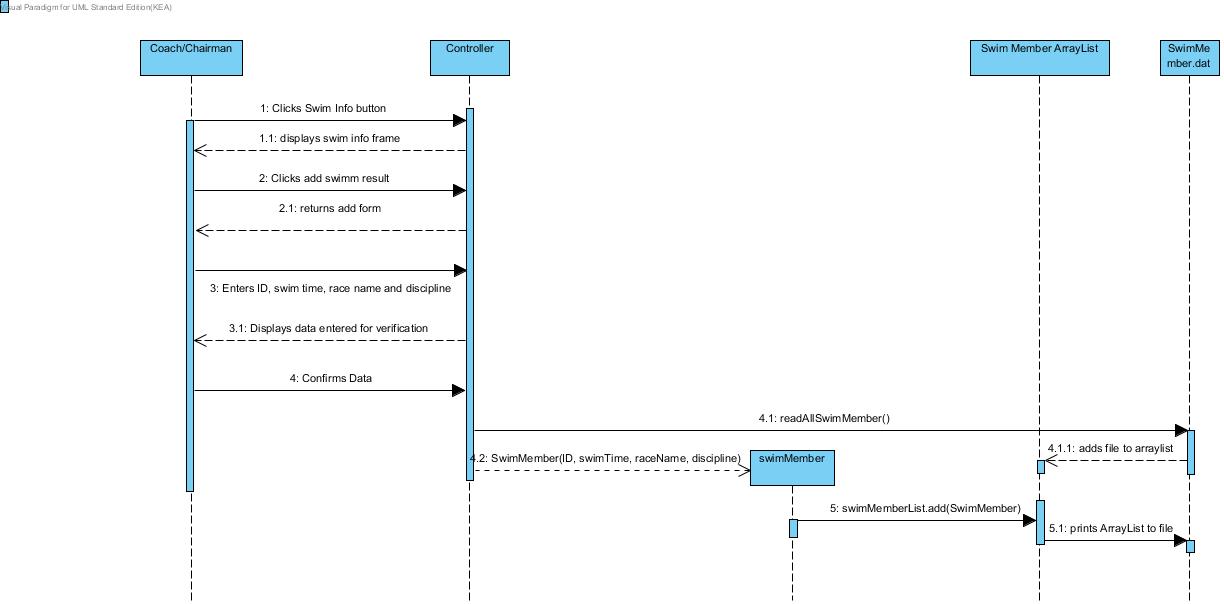 Visual Paradigm for UML Standard Edition(KEA)
Coach/Chairman
Controller
Swim Member ArrayList
SwimMe
mber.dat
1: Clicks Swim Info button
1.1: displays swim info frame
2: Clicks add swimm result
2.1: returns add form
3: Enters ID, swim time, race name and discipline
3.1: Displays data entered for verification
4: Confirms Data
4.1: readAllSwimMember()
4.1.1: adds file to arraylist
4.2: SwimMember(ID, swimTime, raceName, discipline)
swimMember
5: swimMemberList.add(SwimMember)
5.1: prints ArrayList to file